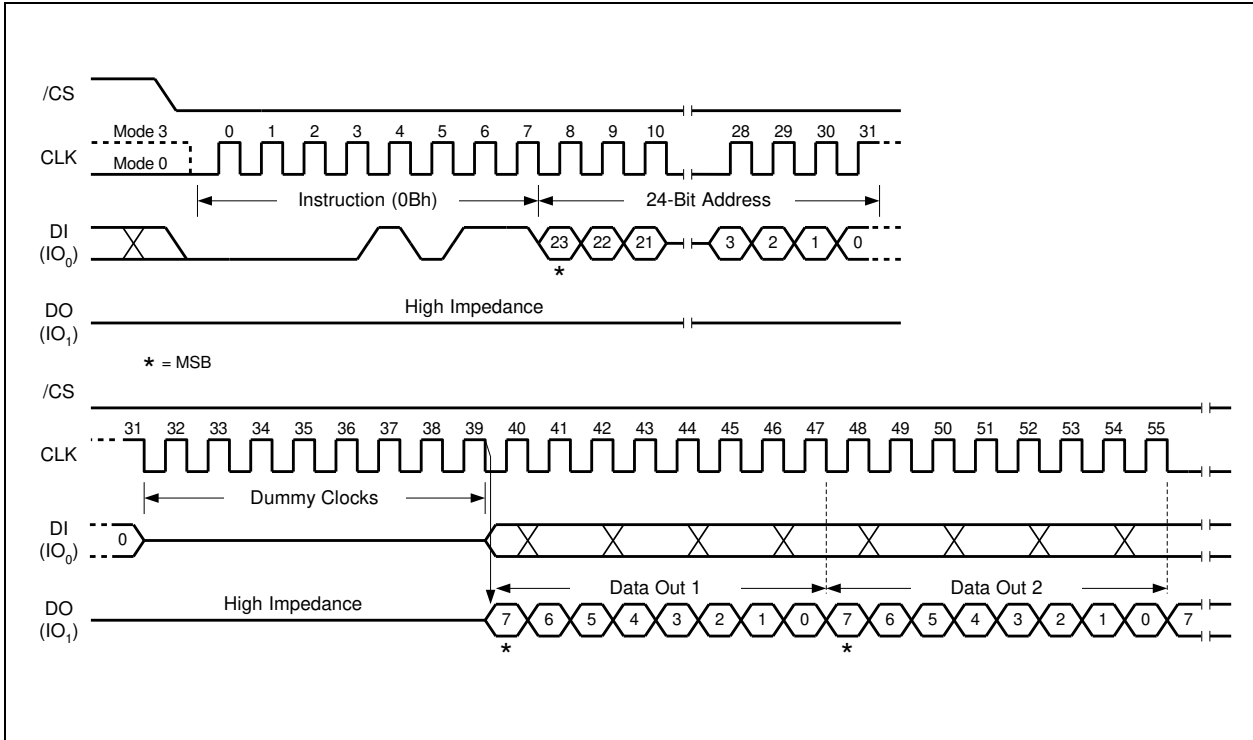 /CS
Mode 3 0 1 2 3 4 5 6 7 8 9 10 28 29 30 31
CLK
Mode 0
Instruction (0Bh) 24-Bit Address
DI
(IO0) 23 22 21 3 2 1 0
*
High Impedance
DO
(IO1)
* = MSB
/CS
31 32 33 34 35 36 37 38 39 40 41 42 43 44 45 46 47 48 49 50 51 52 53 54 55
CLK
Dummy Clocks
DI
(IO0) 0
Data Out 1 Data Out 2
High Impedance
DO
(IO1) 7 6 5 4 3 2 1 0 7 6 5 4 3 2 1 0 7
* *